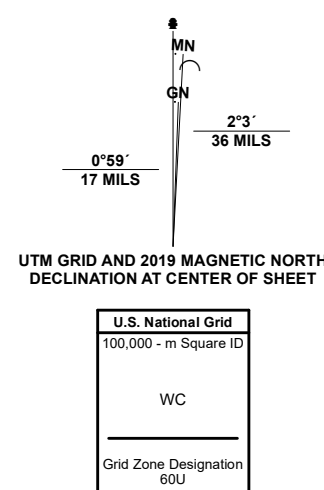 MN
GN
2°3´
36 MILS
0°59´
17 MILS
UTM GRID AND 2019 MAGNETIC NORTH
DECLINATION AT CENTER OF SHEET
U.S. National Grid
100,000 - m Square ID
WC
Grid Zone Designation
60U